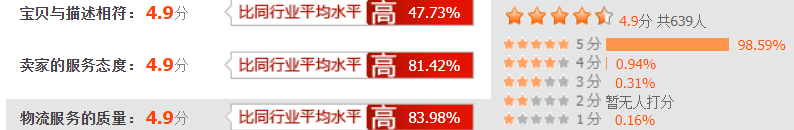 宝贝与描述相符：4.9分 比同行业平均水平 高 47.73%
卖家的服务态度：4.9分 比同行业平均水平 高 81.42%
物流服务的质量：4.9分 比同行业平均水平 高 83.98%
4.9分 共639人
5分 98.59%
4分 0.94%
3分 0.31%
2分 暂无人打分
1分 0.16%